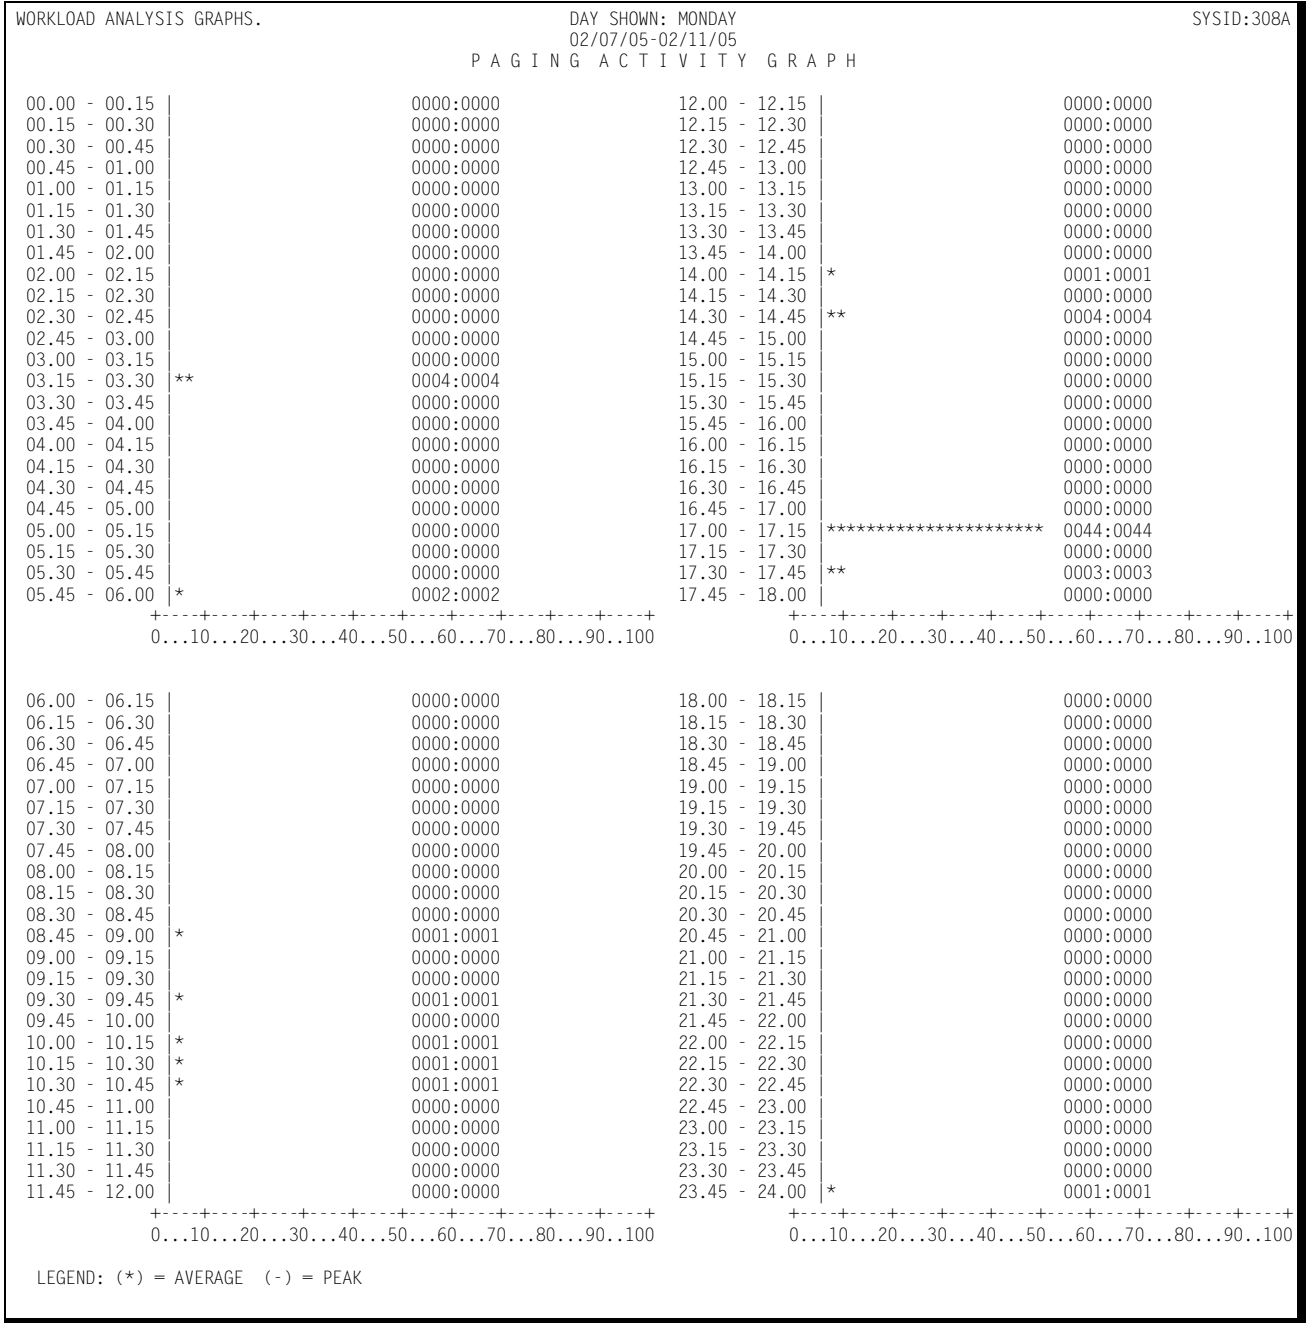 WORKLOAD ANALYSIS GRAPHS. DAY SHOWN: MONDAY SYSID:308A
02/07/05-02/11/05
P A G I N G A C T I V I T Y G R A P H
00.00 - 00.15 | 0000:0000 12.00 - 12.15 | 0000:0000
00.15 - 00.30 | 0000:0000 12.15 - 12.30 | 0000:0000
00.30 - 00.45 | 0000:0000 12.30 - 12.45 | 0000:0000
00.45 - 01.00 | 0000:0000 12.45 - 13.00 | 0000:0000
01.00 - 01.15 | 0000:0000 13.00 - 13.15 | 0000:0000
01.15 - 01.30 | 0000:0000 13.15 - 13.30 | 0000:0000
01.30 - 01.45 | 0000:0000 13.30 - 13.45 | 0000:0000
01.45 - 02.00 | 0000:0000 13.45 - 14.00 | 0000:0000
02.00 - 02.15 | 0000:0000 14.00 - 14.15 |* 0001:0001
02.15 - 02.30 | 0000:0000 14.15 - 14.30 | 0000:0000
02.30 - 02.45 | 0000:0000 14.30 - 14.45 |** 0004:0004
02.45 - 03.00 | 0000:0000 14.45 - 15.00 | 0000:0000
03.00 - 03.15 | 0000:0000 15.00 - 15.15 | 0000:0000
03.15 - 03.30 |** 0004:0004 15.15 - 15.30 | 0000:0000
03.30 - 03.45 | 0000:0000 15.30 - 15.45 | 0000:0000
03.45 - 04.00 | 0000:0000 15.45 - 16.00 | 0000:0000
04.00 - 04.15 | 0000:0000 16.00 - 16.15 | 0000:0000
04.15 - 04.30 | 0000:0000 16.15 - 16.30 | 0000:0000
04.30 - 04.45 | 0000:0000 16.30 - 16.45 | 0000:0000
04.45 - 05.00 | 0000:0000 16.45 - 17.00 | 0000:0000
05.00 - 05.15 | 0000:0000 17.00 - 17.15 |********************** 0044:0044
05.15 - 05.30 | 0000:0000 17.15 - 17.30 | 0000:0000
05.30 - 05.45 | 0000:0000 17.30 - 17.45 |** 0003:0003
05.45 - 06.00 |* 0002:0002 17.45 - 18.00 | 0000:0000
+----+----+----+----+----+----+----+----+----+----+ +----+----+----+----+----+----+----+----+----+----+
0...10...20...30...40...50...60...70...80...90..100 0...10...20...30...40...50...60...70...80...90..100
06.00 - 06.15 | 0000:0000 18.00 - 18.15 | 0000:0000
06.15 - 06.30 | 0000:0000 18.15 - 18.30 | 0000:0000
06.30 - 06.45 | 0000:0000 18.30 - 18.45 | 0000:0000
06.45 - 07.00 | 0000:0000 18.45 - 19.00 | 0000:0000
07.00 - 07.15 | 0000:0000 19.00 - 19.15 | 0000:0000
07.15 - 07.30 | 0000:0000 19.15 - 19.30 | 0000:0000
07.30 - 07.45 | 0000:0000 19.30 - 19.45 | 0000:0000
07.45 - 08.00 | 0000:0000 19.45 - 20.00 | 0000:0000
08.00 - 08.15 | 0000:0000 20.00 - 20.15 | 0000:0000
08.15 - 08.30 | 0000:0000 20.15 - 20.30 | 0000:0000
08.30 - 08.45 | 0000:0000 20.30 - 20.45 | 0000:0000
08.45 - 09.00 |* 0001:0001 20.45 - 21.00 | 0000:0000
09.00 - 09.15 | 0000:0000 21.00 - 21.15 | 0000:0000
09.15 - 09.30 | 0000:0000 21.15 - 21.30 | 0000:0000
09.30 - 09.45 |* 0001:0001 21.30 - 21.45 | 0000:0000
09.45 - 10.00 | 0000:0000 21.45 - 22.00 | 0000:0000
10.00 - 10.15 |* 0001:0001 22.00 - 22.15 | 0000:0000
10.15 - 10.30 |* 0001:0001 22.15 - 22.30 | 0000:0000
10.30 - 10.45 |* 0001:0001 22.30 - 22.45 | 0000:0000
10.45 - 11.00 | 0000:0000 22.45 - 23.00 | 0000:0000
11.00 - 11.15 | 0000:0000 23.00 - 23.15 | 0000:0000
11.15 - 11.30 | 0000:0000 23.15 - 23.30 | 0000:0000
11.30 - 11.45 | 0000:0000 23.30 - 23.45 | 0000:0000
11.45 - 12.00 | 0000:0000 23.45 - 24.00 |* 0001:0001
+----+----+----+----+----+----+----+----+----+----+ +----+----+----+----+----+----+----+----+----+----+
0...10...20...30...40...50...60...70...80...90..100 0...10...20...30...40...50...60...70...80...90..100
LEGEND: (*) = AVERAGE (-) = PEAK